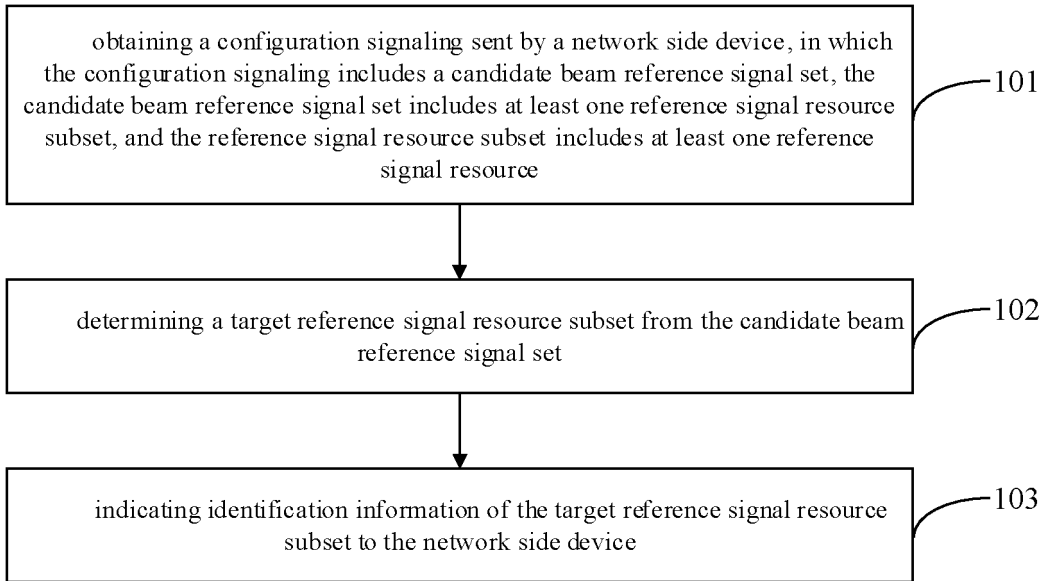 obtaining a configuration signaling sent by a network side device, in which
the configuration signaling includes a candidate beam reference signal set, the
candidate beam reference signal set includes at least one reference signal resource
subset, and the reference signal resource subset includes at least one reference
signal resource
101
determining a target reference signal resource subset from the candidate beam
reference signal set
102
indicating identification information of the target reference signal resource
subset to the network side device
103